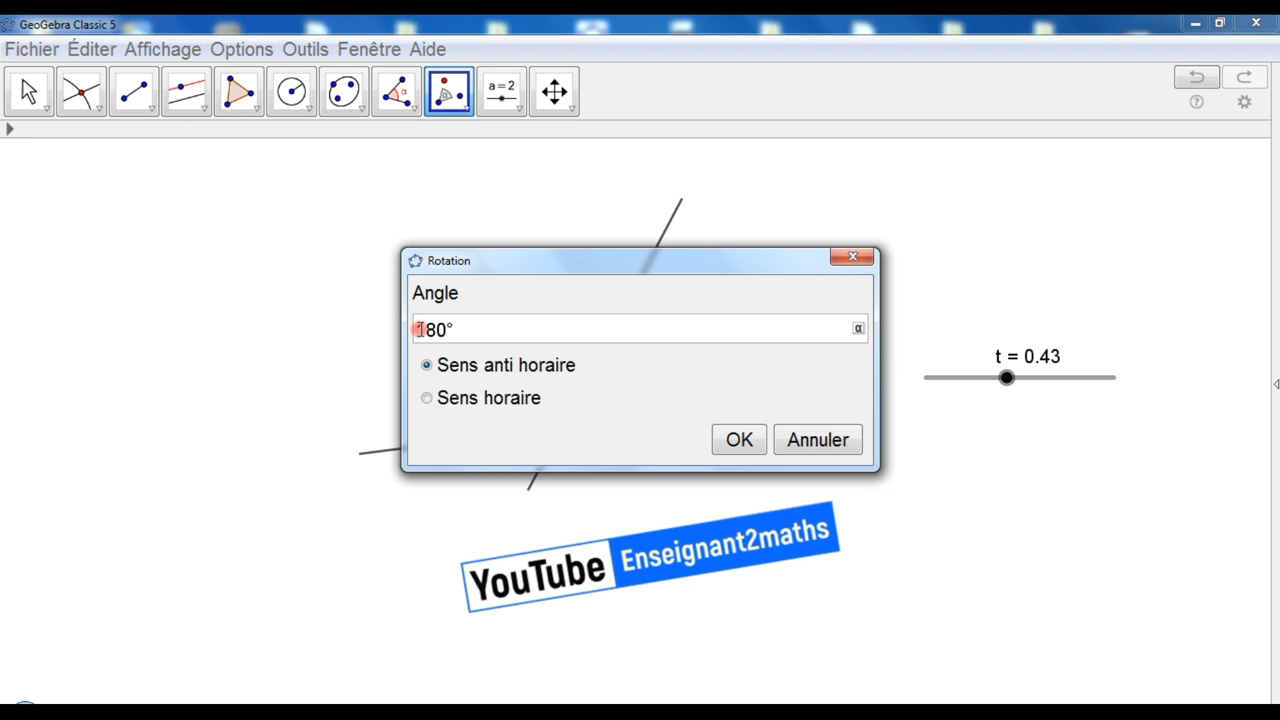 GeoGebra Classic 5
Fichier Éditer Affichage Options Outils Fenêtre Aide
a=2
Rotation
Angle
180°
α
Sens anti horaire
Sens horaire
OK Annuler
t = 0.43
YouTube Enseignant2maths